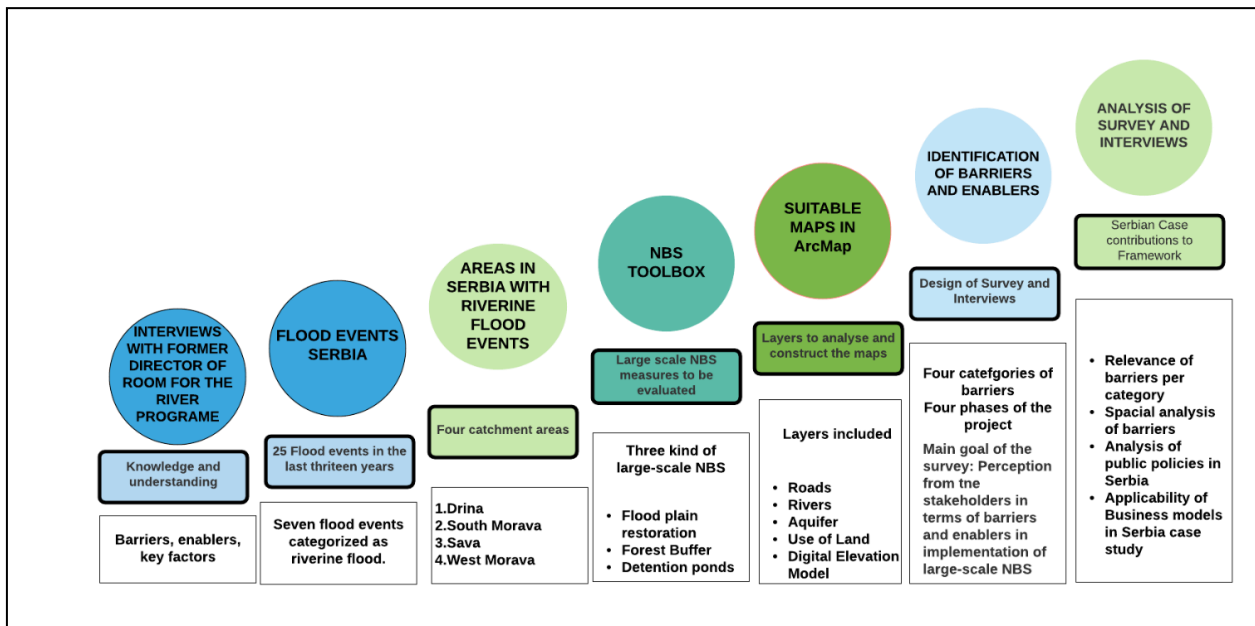 INTERVIEWS
WITH FORMER
DIRECTOR OF
ROOM FOR THE
RIVER
PROGRAME
Knowledge and
understanding
Barriers, enablers,
key factors
FLOOD EVENTS
SERBIA
25 Flood events in the
last thriteen years
Seven flood events
categorized as
riverine flood.
AREAS IN
SERBIA WITH
RIVERINE
FLOOD
EVENTS
Four catchment areas
1.Drina
2.South Morava
3.Sava
4.West Morava
NBS
TOOLBOX
Large scale NBS
measures to be
evaluated
Three kind of
large-scale NBS
• Flood plain
restoration
• Forest Buffer
• Detention ponds
SUITABLE
MAPS IN
ArcMap
Layers to analyse and
construct the maps
Layers included
• Roads
• Rivers
• Aquifer
• Use of Land
• Digital Elevation
Model
IDENTIFICATION
OF BARRIERS
AND ENABLERS
Design of Survey and
Interviews
Four catefgories of
barriers
Four phases of the
project
Main goal of the
survey: Perception
from tne
stakeholders in
terms of barriers
and enablers in
implementation of
large-scale NBS
ANALYSIS OF
SURVEY AND
INTERVIEWS
Serbian Case
contributions to
Framework
• Relevance of
barriers per
category
• Spacial analysis
of barriers
• Analysis of
public policies in
Serbia
• Applicability of
Business models
in Serbia case
study